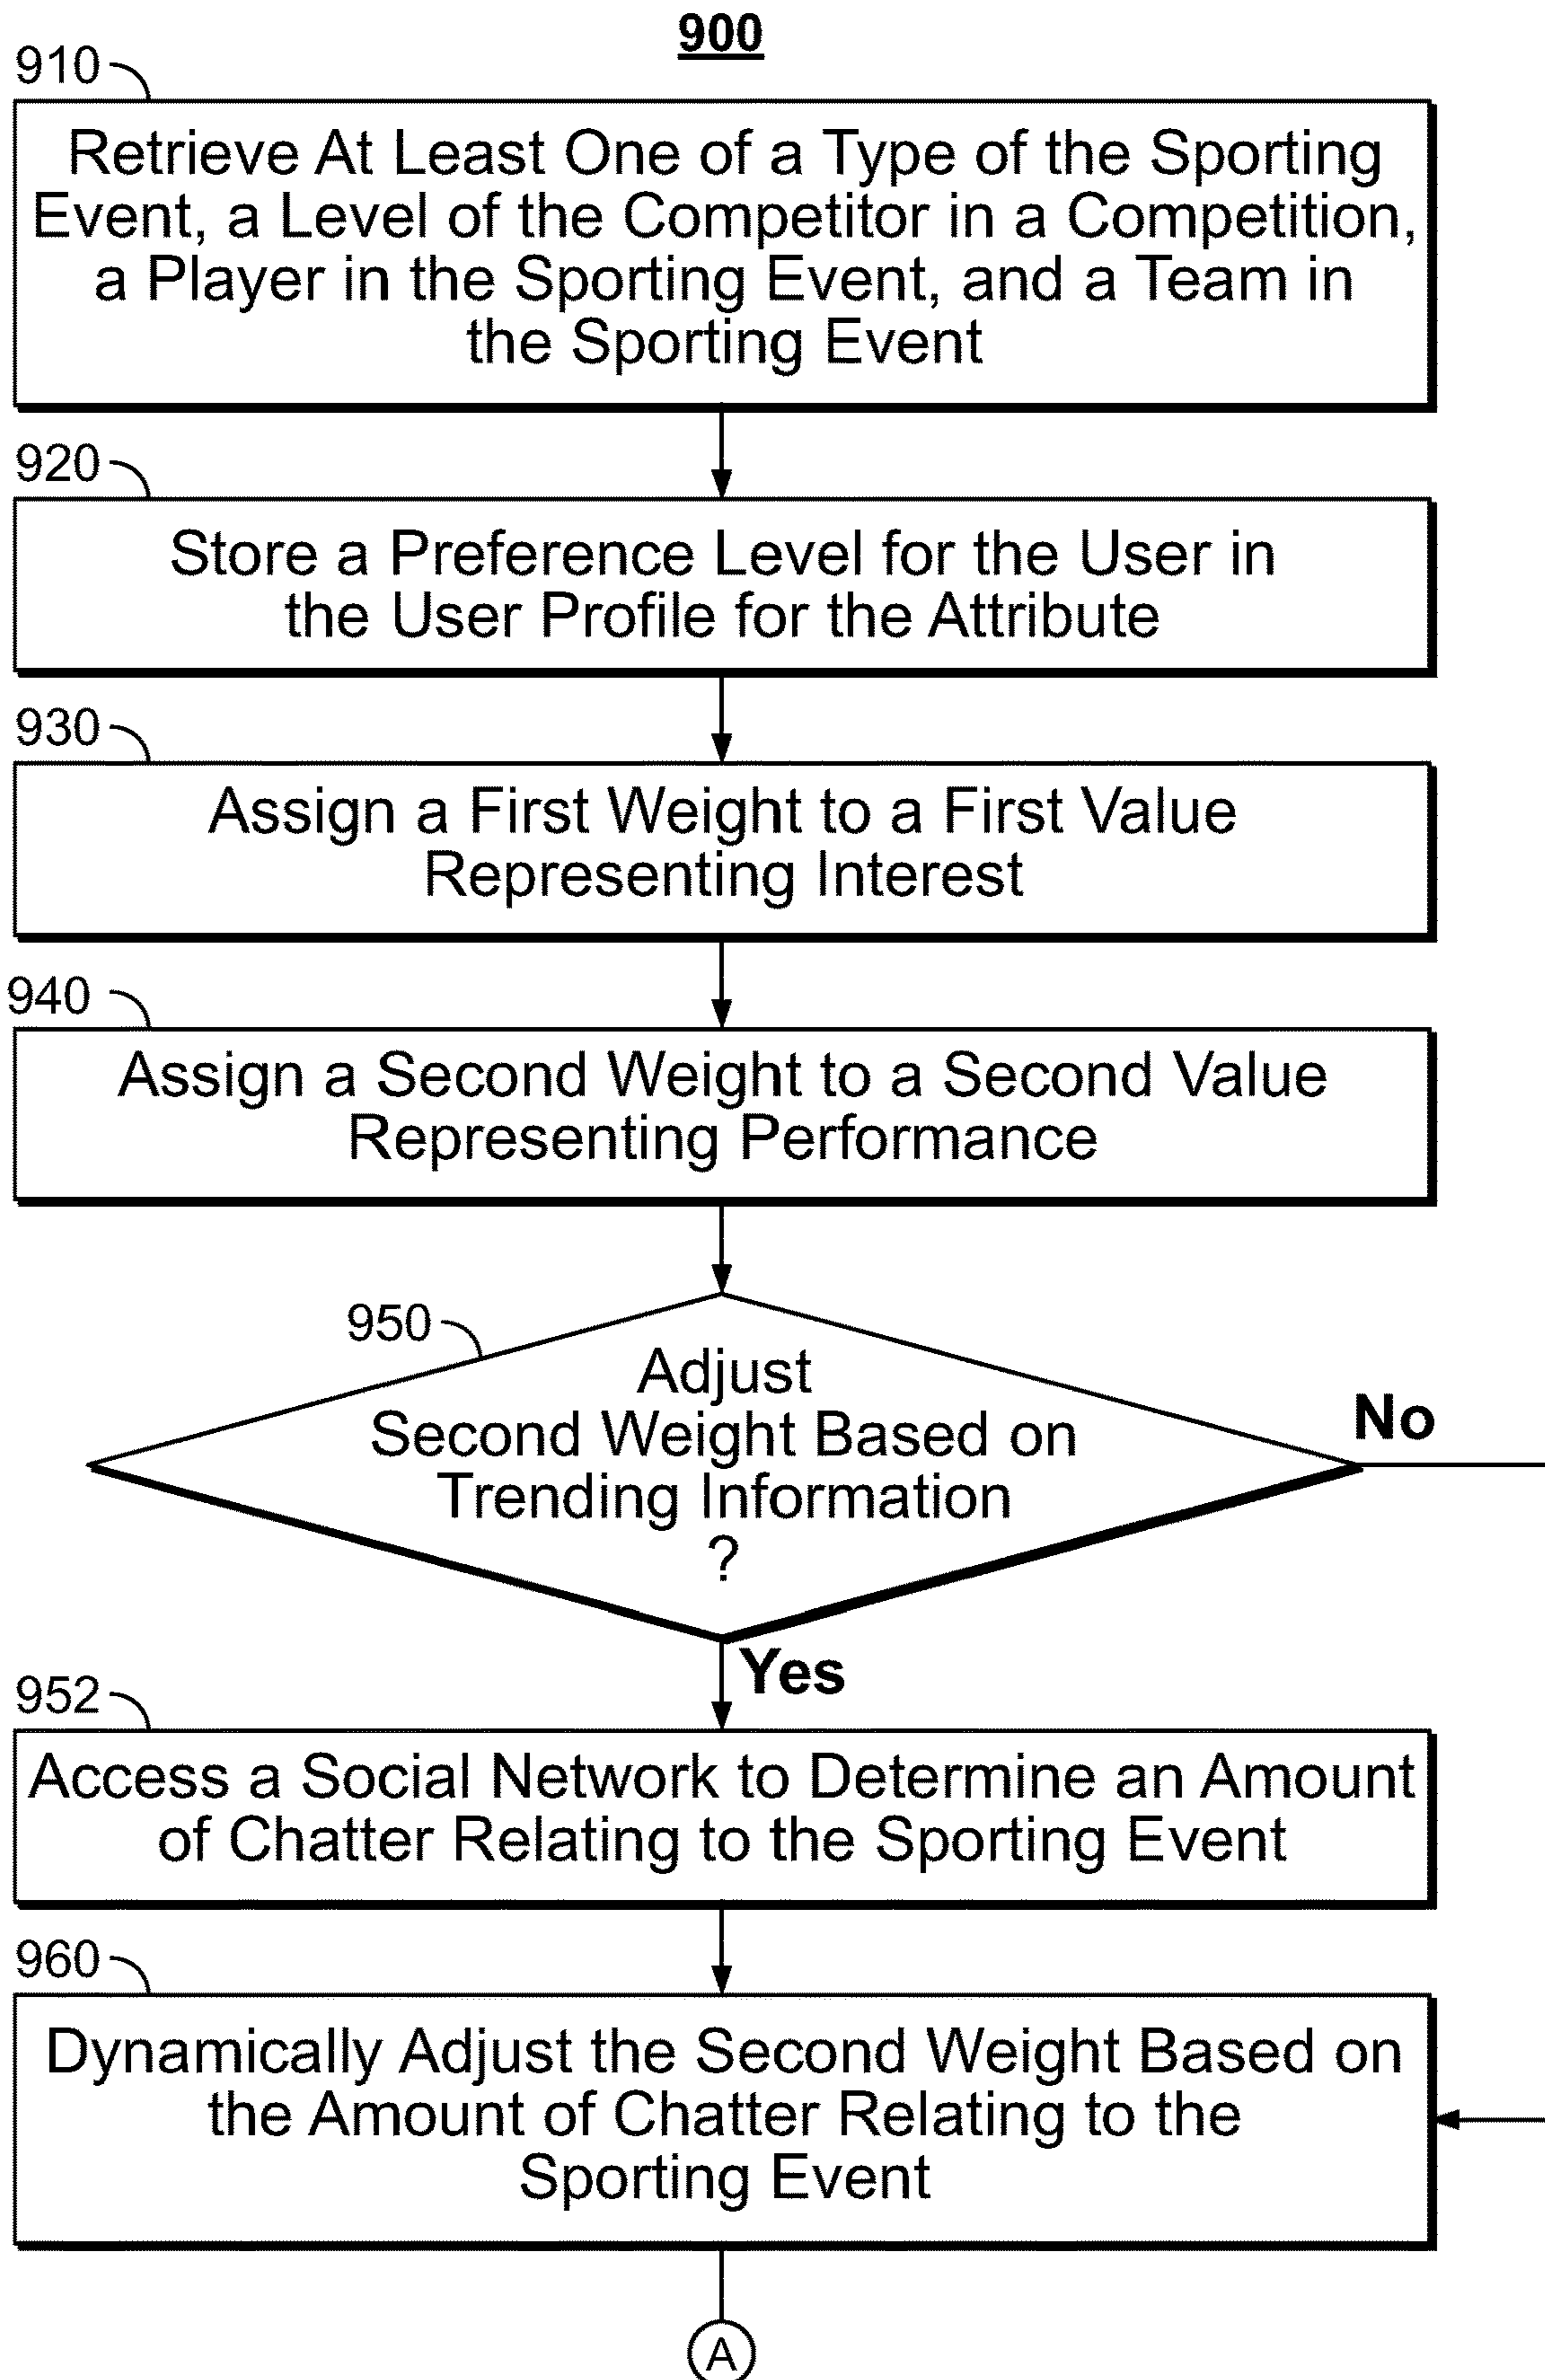 900
910
Retrieve At Least One of a Type of the Sporting
Event, a Level of the Competitor in a Competition,
a Player in the Sporting Event, and a Team in
the Sporting Event
920
Store a Preference Level for the User in
the User Profile for the Attribute
930
Assign a First Weight to a First Value
Representing Interest
940
Assign a Second Weight to a Second Value
Representing Performance
950
Adjust
Second Weight Based on
Trending Information
?
No
Yes
952
Access a Social Network to Determine an Amount
of Chatter Relating to the Sporting Event
960
Dynamically Adjust the Second Weight Based on
the Amount of Chatter Relating to the
Sporting Event
A